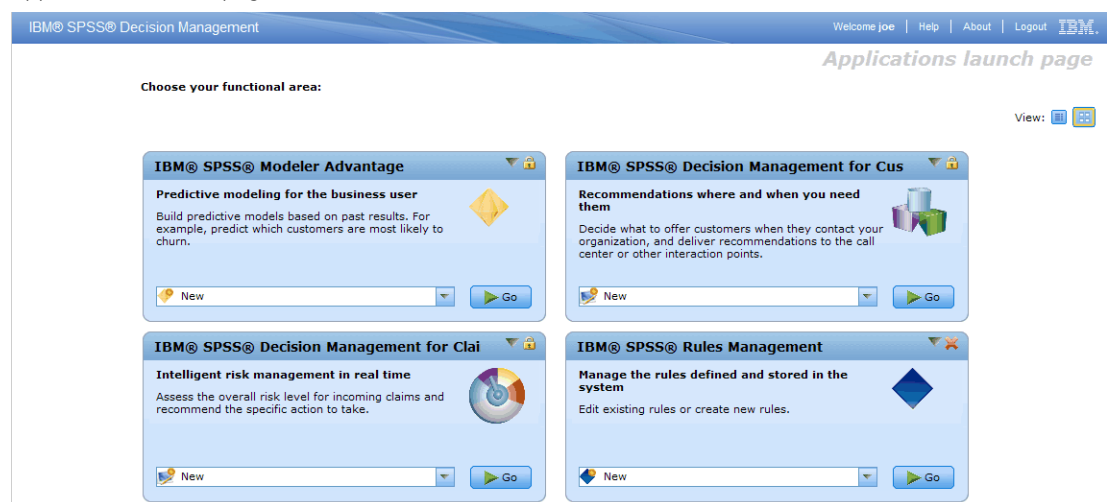 IBM® SPSS® Decision Management
Welcome joe | Help | About | Logout IBM.
Applications launch page
Choose your functional area:
View:
IBM® SPSS® Modeler Advantage
Predictive modeling for the business user
Build predictive models based on past results. For
example, predict which customers are most likely to
churn.
New
Go
IBM® SPSS® Decision Management for Cus
Recommendations where and when you need
them
Decide what to offer customers when they contact your
organization, and deliver recommendations to the call
center or other interaction points.
New
Go
IBM® SPSS® Decision Management for Clai
Intelligent risk management in real time
Assess the overall risk level for incoming claims and
recommend the specific action to take.
New
Go
IBM® SPSS® Rules Management
Manage the rules defined and stored in the
system
Edit existing rules or create new rules.
New
Go